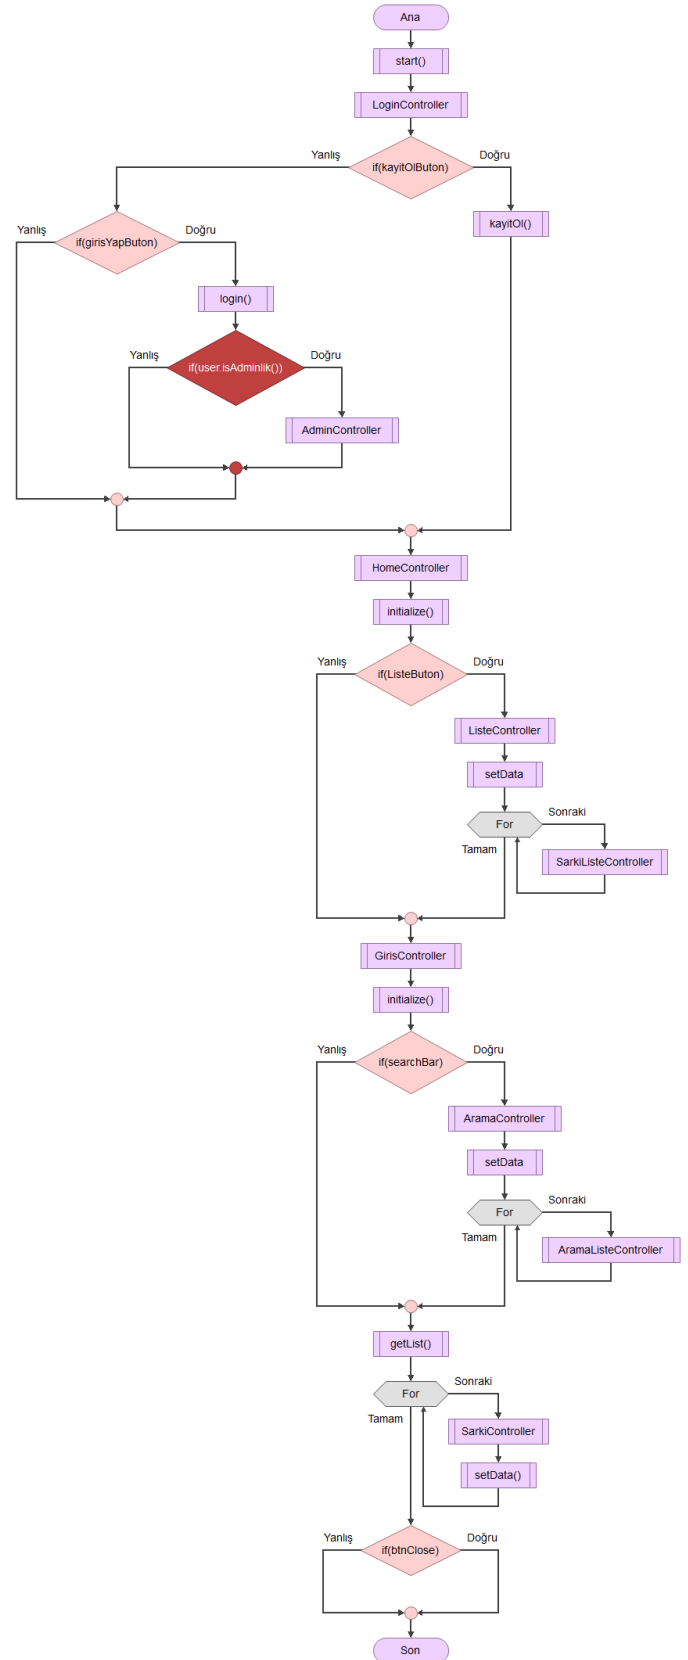 Ana
start()
LoginController
Yanlış
if(kayitOlButon)
Doğru
kayitOl()
Yanlış
if(girisYapButon)
Doğru
login()
Yanlış
if(user.isAdminlik())
Doğru
AdminController
HomeController
initialize()
Yanlış
if(ListeButon)
Doğru
ListeController
setData
For
Sonraki
Tamam
SarkiListeController
GirisController
initialize()
Yanlış
if(searchBar)
Doğru
AramaController
setData
For
Sonraki
Tamam
AramaListeController
getList()
For
Sonraki
Tamam
SarkiController
setData()
Yanlış
if(btnClose)
Doğru
Son